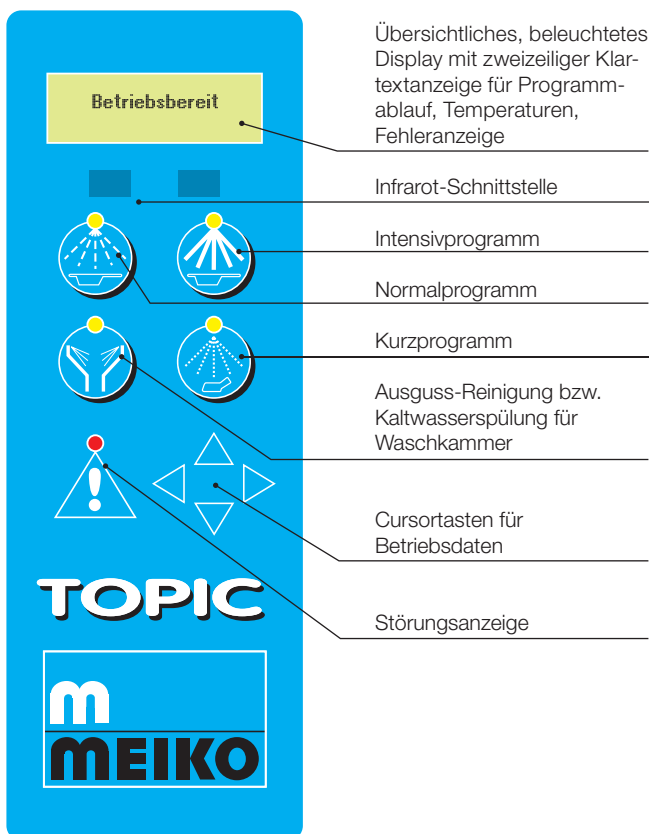 Betriebsbereit
Übersichtliches, beleuchtetes
Display mit zweizeiliger Klar-
textanzeige für Programm-
ablauf, Temperaturen,
Fehleranzeige
Infrarot-Schnittstelle
Intensivprogramm
Normalprogramm
Kurzprogramm
Ausguss-Reinigung bzw.
Kaltwasserspülung für
Waschkammer
Cursortasten für
Betriebsdaten
Störungsanzeige
TOPIC
m
MEIKO